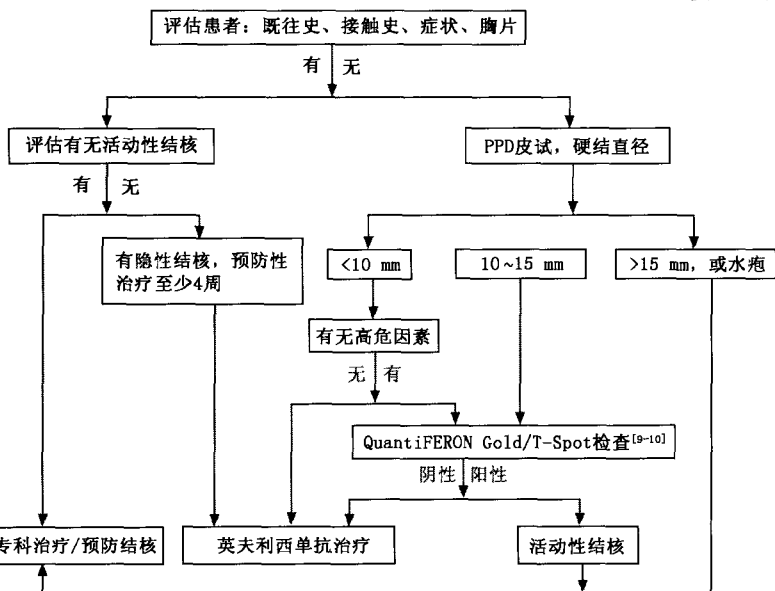 评估患者：既往史、接触史、症状、胸片
有 无
评估有无活动性结核
PPD皮试，硬结直径
有 无
有隐性结核，预防性
治疗至少4周
<10 mm
10~15 mm
>15 mm，或水疱
有无高危因素
无 有
QuantiFERON Gold/T-Spot检查[9-10]
阴性 阳性
专科治疗/预防结核
英夫利西单抗治疗
活动性结核